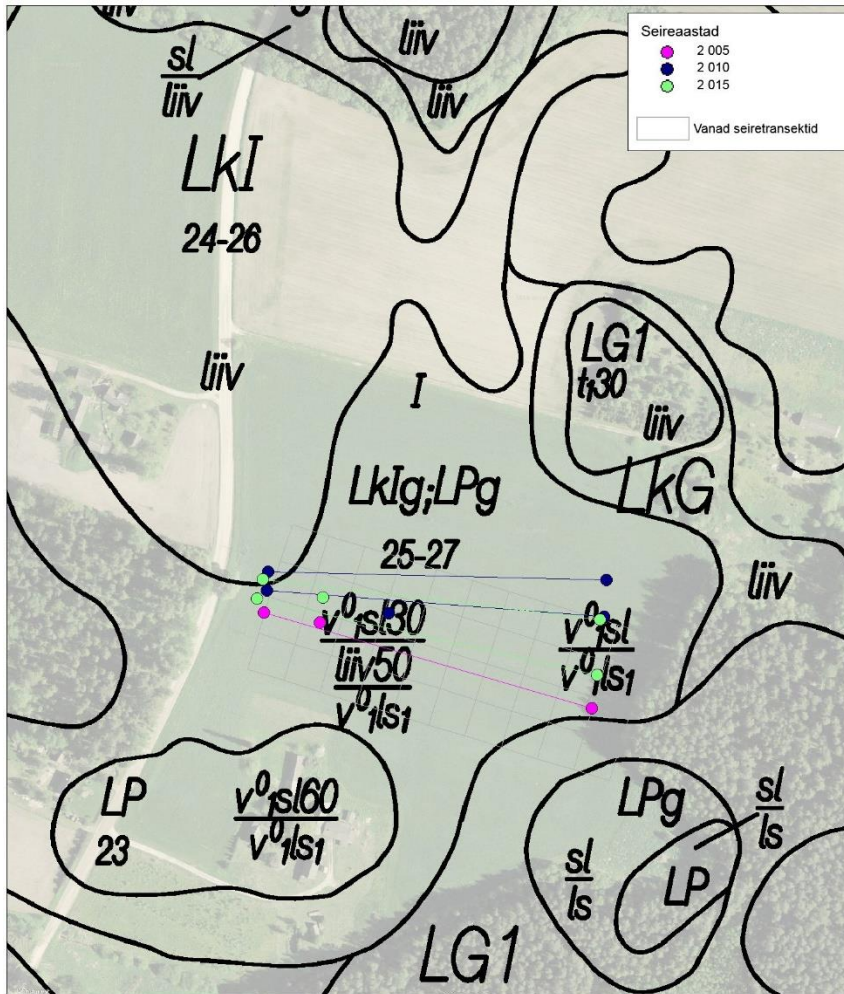 liiv
Seireaastad
2 005
2 010
2 015
Vanad seiretransektid
sl
liiv
liiv
liiv
LkI
24-26
liiv
LG1
t₁30
liiv
I
LkG
LkIg;LPg
25-27
liiv
v⁰₁sl30
liiv50
v⁰₁ls₁
v⁰₁sl
v⁰₁ls₁
LP
23
v⁰₁sl60
v⁰₁ls₁
LPg
sl
ls
sl
ls
LP
LG1